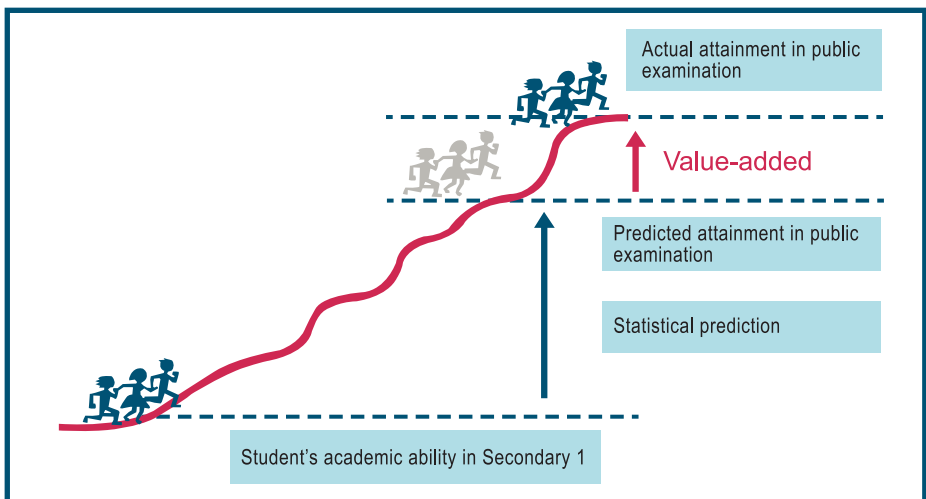 Actual attainment in public
examination
Value-added
Predicted attainment in public
examination
Statistical prediction
Student's academic ability in Secondary 1